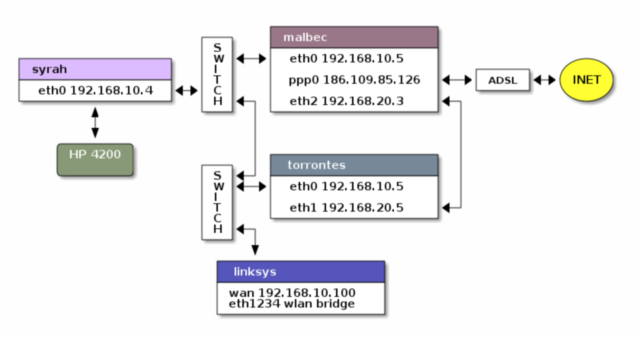 malbec
eth0 192.168.10.5
ppp0 186.109.85.126
eth2 192.168.20.3
SWITCH
syrah
eth0 192.168.10.4
ADSL
INET
HP 4200
torrontes
eth0 192.168.10.5
eth1 192.168.20.5
SWITCH
linksys
wan 192.168.10.100
eth1234 wlan bridge